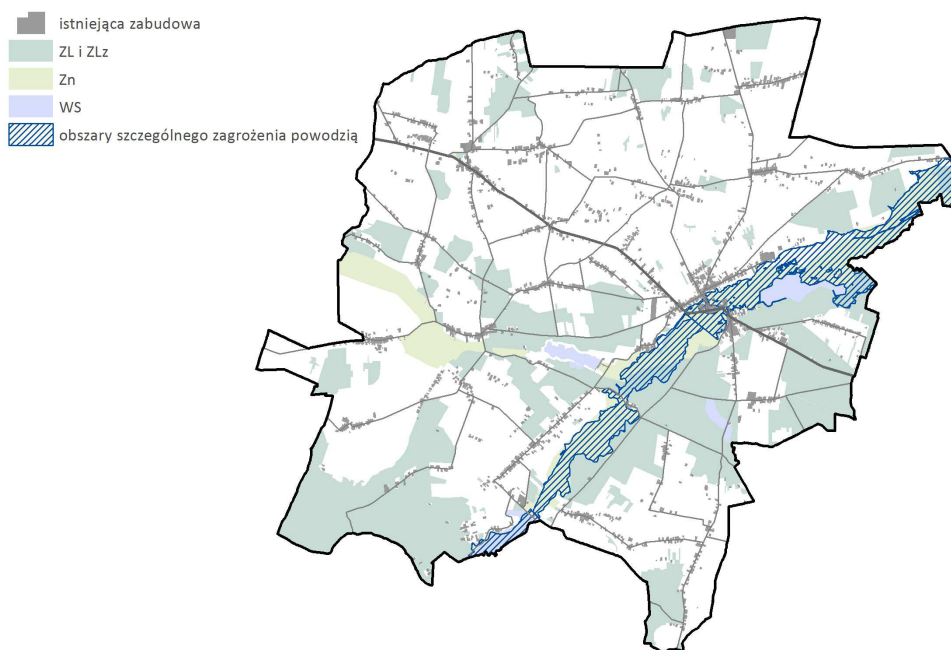 istniejąca zabudowa
ZL i ZLz
Zn
WS
obszary szczególnego zagrożenia powodzią